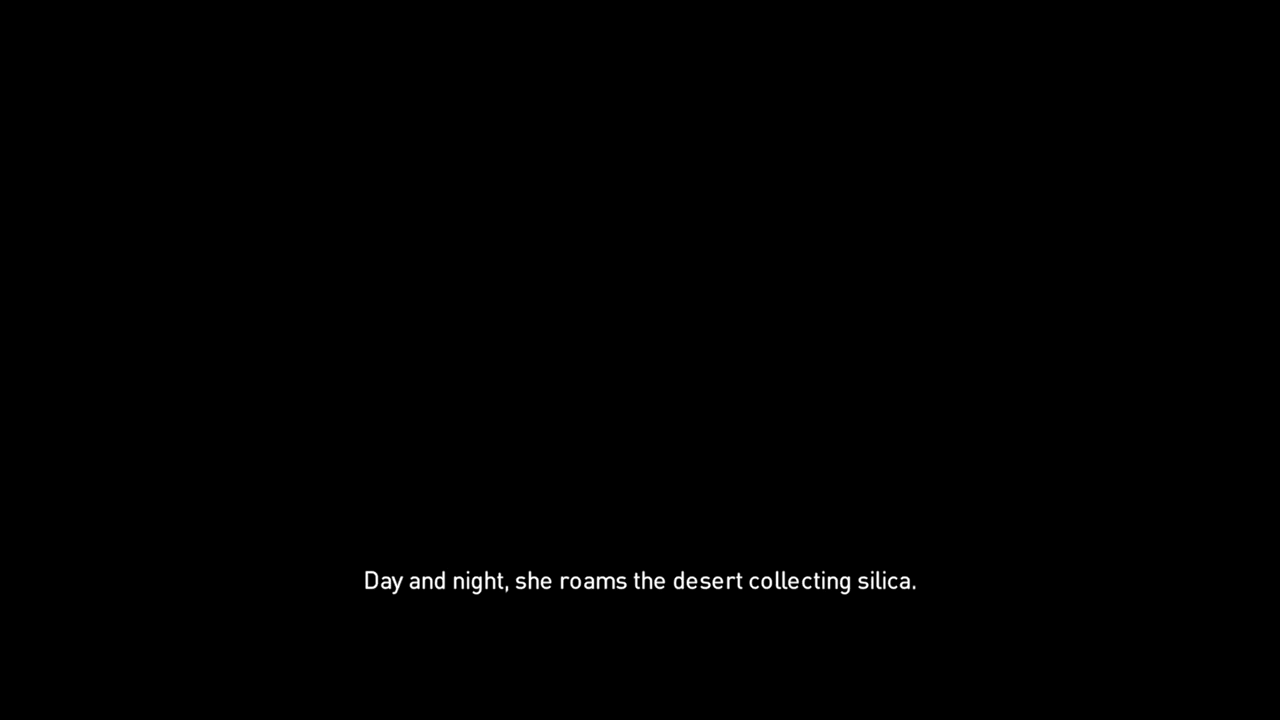 Day and night, she roams the desert collecting silica.